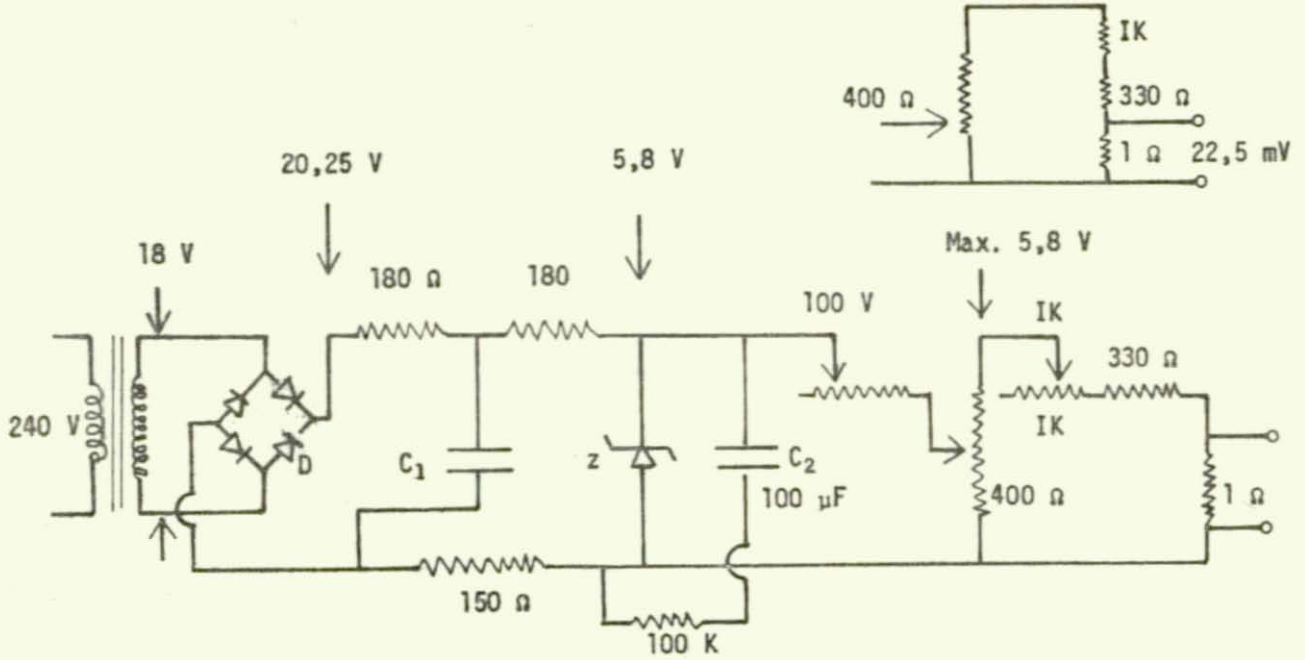 IK
400 Ω
330 Ω
1 Ω 22,5 mV
20,25 V
5,8 V
18 V
Max. 5,8 V
180 Ω
180
100 V
IK
330 Ω
240 V
D
C1
z
C2
100 μF
IK
400 Ω
1 Ω
150 Ω
100 K